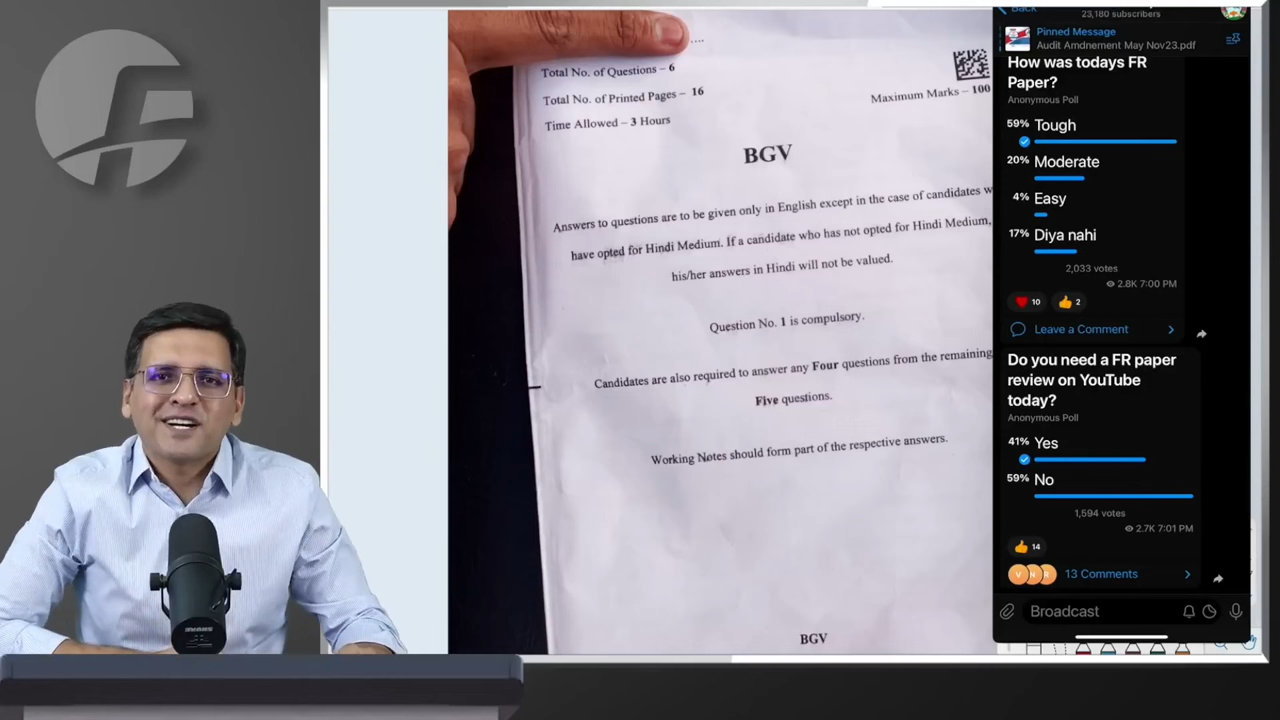 ....
Total No. of Questions – 6
Total No. of Printed Pages – 16
Time Allowed – 3 Hours
Maximum Marks – 100
BGV
Answers to questions are to be given only in English except in the case of candidates w
have opted for Hindi Medium. If a candidate who has not opted for Hindi Medium,
his/her answers in Hindi will not be valued.
Question No. 1 is compulsory.
Candidates are also required to answer any Four questions from the remaining
Five questions.
Working Notes should form part of the respective answers.
BGV
Back
23,180 subscribers
Pinned Message
Audit Amdnement May Nov23.pdf
How was todays FR
Paper?
Anonymous Poll
59% Tough
20% Moderate
4% Easy
17% Diya nahi
2,033 votes
2.8K 7:00 PM
10 2
Leave a Comment
Do you need a FR paper
review on YouTube
today?
Anonymous Poll
41% Yes
59% No
1,594 votes
2.7K 7:01 PM
14
V N R 13 Comments
Broadcast
SHURE